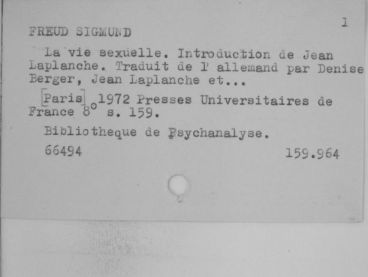 1
FREUD SIGMUND
La vie sexuelle. Introduction de Jean
Laplanche. Traduit de l' allemand par Denise
Berger, Jean Laplanche et...
[Paris] 1972 Presses Universitaires de
France 8° s. 159.
Bibliotheque de Psychanalyse.
66494 159.964